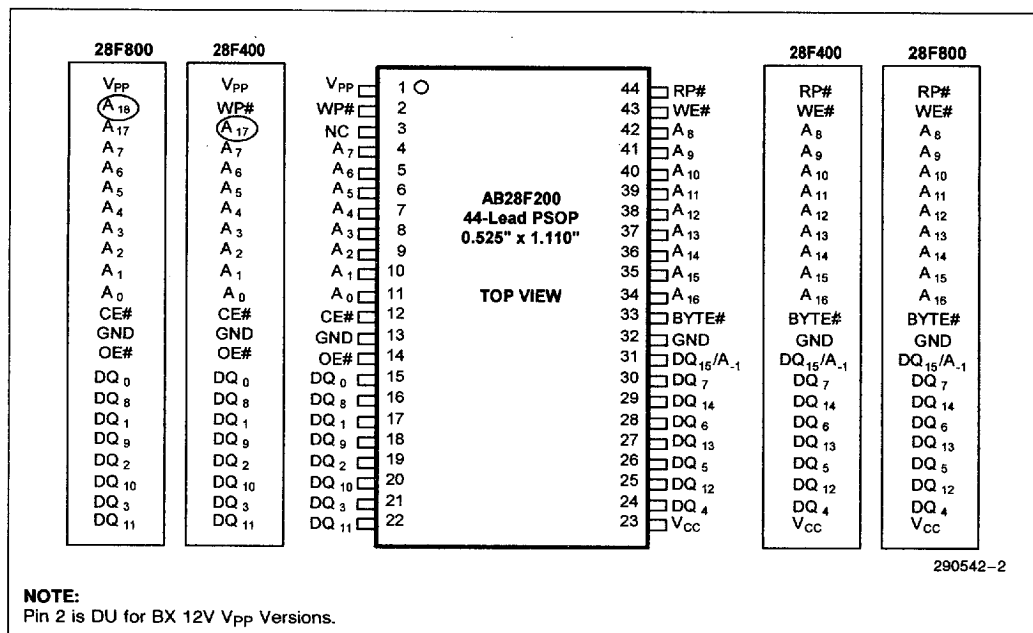 28F800 28F400 28F400 28F800
VPP VPP VPP 1 44 RP# RP# RP#
A18 WP# WP# 2 43 WE# WE# WE#
A17 A17 NC 3 42 A8 A8 A8
A7 A7 A7 4 41 A9 A9 A9
A6 A6 A6 5 40 A10 A10 A10
A5 A5 A5 6 39 A11 A11 A11
AB28F200
A4 A4 A4 7 38 A12 A12 A12
44-Lead PSOP
A3 A3 A3 8 37 A13 A13 A13
0.525" x 1.110"
A2 A2 A2 9 36 A14 A14 A14
A1 A1 A1 10 35 A15 A15 A15
A0 A0 A0 11 TOP VIEW 34 A16 A16 A16
CE# CE# CE# 12 33 BYTE# BYTE# BYTE#
GND GND GND 13 32 GND GND GND
OE# OE# OE# 14 31 DQ15/A-1 DQ15/A-1 DQ15/A-1
DQ0 DQ0 DQ0 15 30 DQ7 DQ7 DQ7
DQ8 DQ8 DQ8 16 29 DQ14 DQ14 DQ14
DQ1 DQ1 DQ1 17 28 DQ6 DQ6 DQ6
DQ9 DQ9 DQ9 18 27 DQ13 DQ13 DQ13
DQ2 DQ2 DQ2 19 26 DQ5 DQ5 DQ5
DQ10 DQ10 DQ10 20 25 DQ12 DQ12 DQ12
DQ3 DQ3 DQ3 21 24 DQ4 DQ4 DQ4
DQ11 DQ11 DQ11 22 23 VCC VCC VCC
290542-2
NOTE:
Pin 2 is DU for BX 12V VPP Versions.